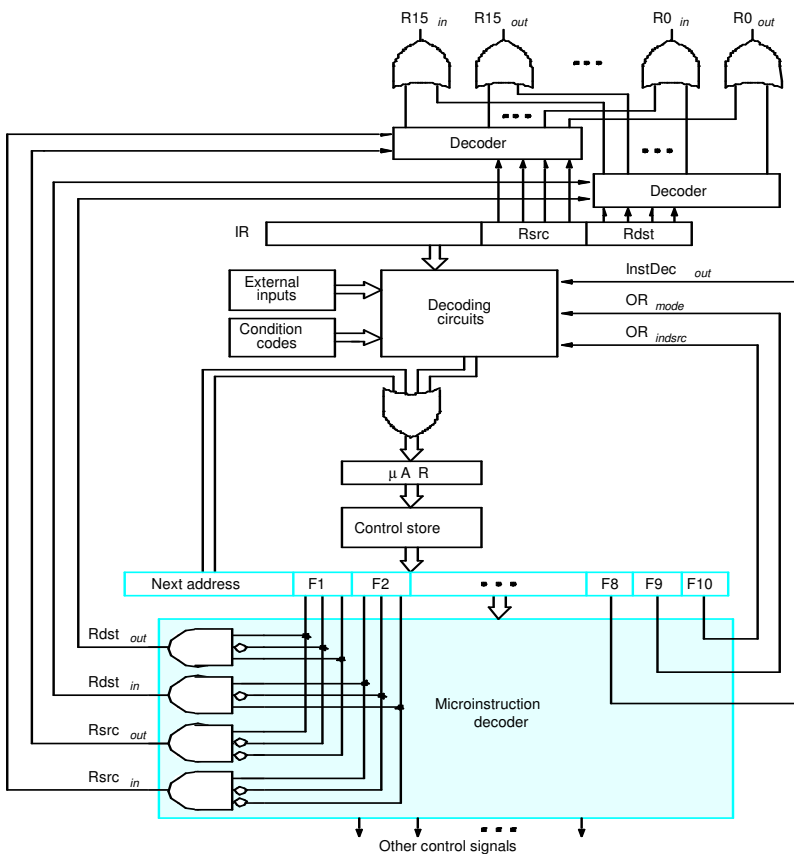 R15 in R15 out R0 in R0 out
Decoder
Decoder
IR Rsrc Rdst
External inputs
Decoding circuits
InstDec out
OR mode
Condition codes
OR indsrc
μ A R
Control store
Next address F1 F2 F8 F9 F10
Rdst out
Rdst in
Microinstruction decoder
Rsrc out
Rsrc in
Other control signals